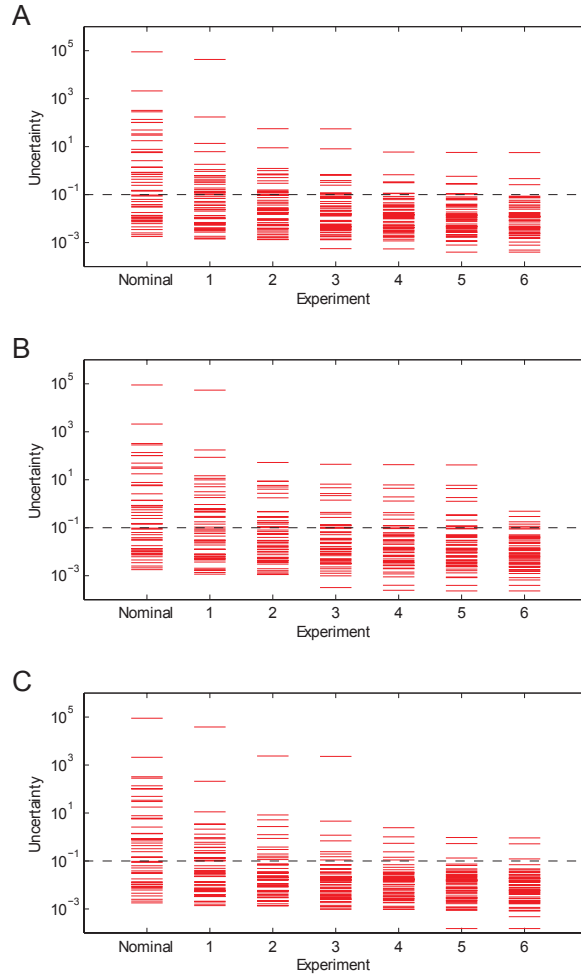 A
Uncertainty
10^5
10^3
10^1
10^−1
10^−3
Nominal 1 2 3 4 5 6
Experiment
B
Uncertainty
10^5
10^3
10^1
10^−1
10^−3
Nominal 1 2 3 4 5 6
Experiment
C
Uncertainty
10^5
10^3
10^1
10^−1
10^−3
Nominal 1 2 3 4 5 6
Experiment